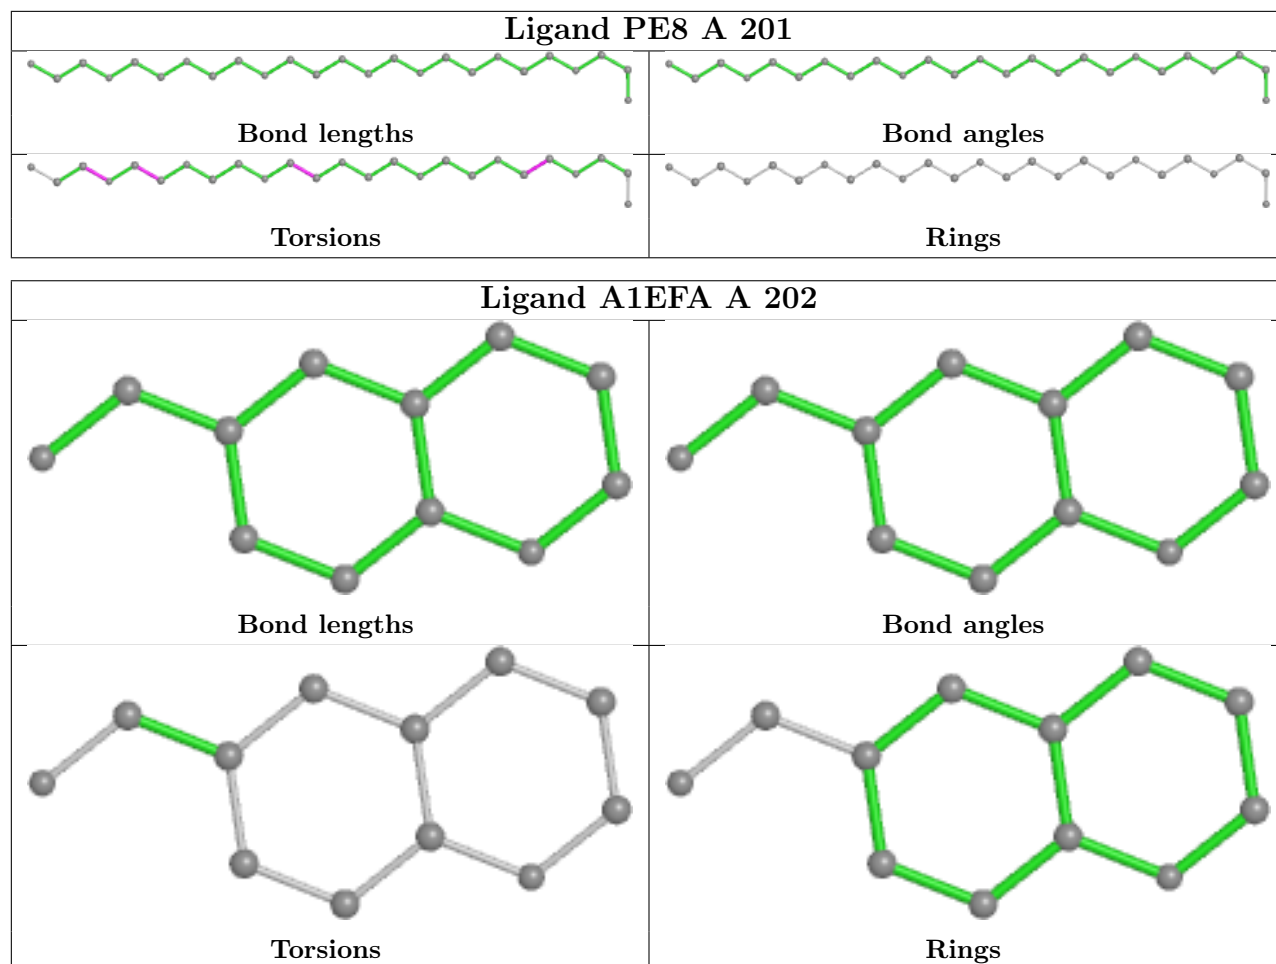 Ligand PE8 A 201
Bond lengths
Bond angles
Torsions
Rings
Ligand A1EFA A 202
Bond lengths
Bond angles
Torsions
Rings